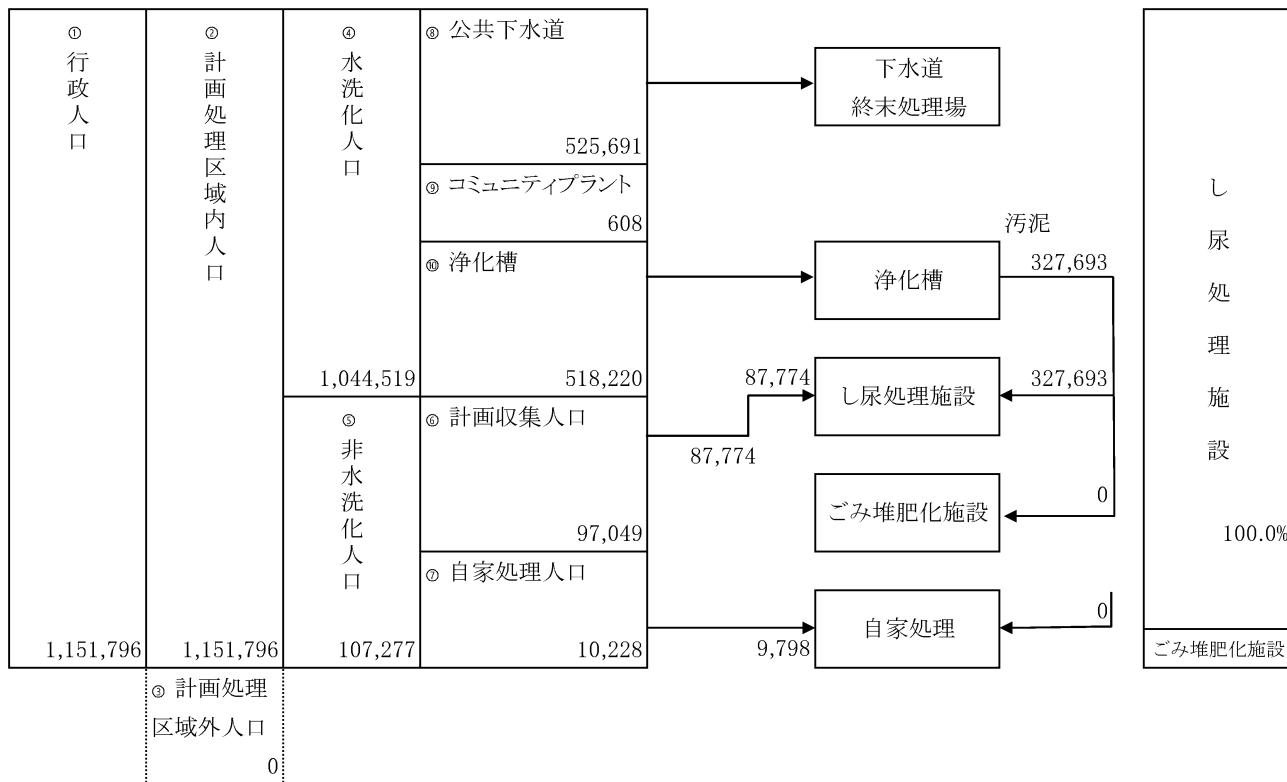 ① 行政人口
1,151,796
② 計画処理区域内人口
1,151,796
③ 計画処理
区域外人口
0
④ 水洗化人口
1,044,519
⑤ 非水洗化人口
107,277
⑧ 公共下水道
525,691
⑨ コミュニティプラント
608
⑩ 浄化槽
518,220
⑥ 計画収集人口
97,049
⑦ 自家処理人口
10,228
下水道
終末処理場
汚泥
浄化槽
327,693
87,774
87,774
し尿処理施設
327,693
ごみ堆肥化施設
0
9,798
自家処理
0
し尿処理施設
100.0%
ごみ堆肥化施設